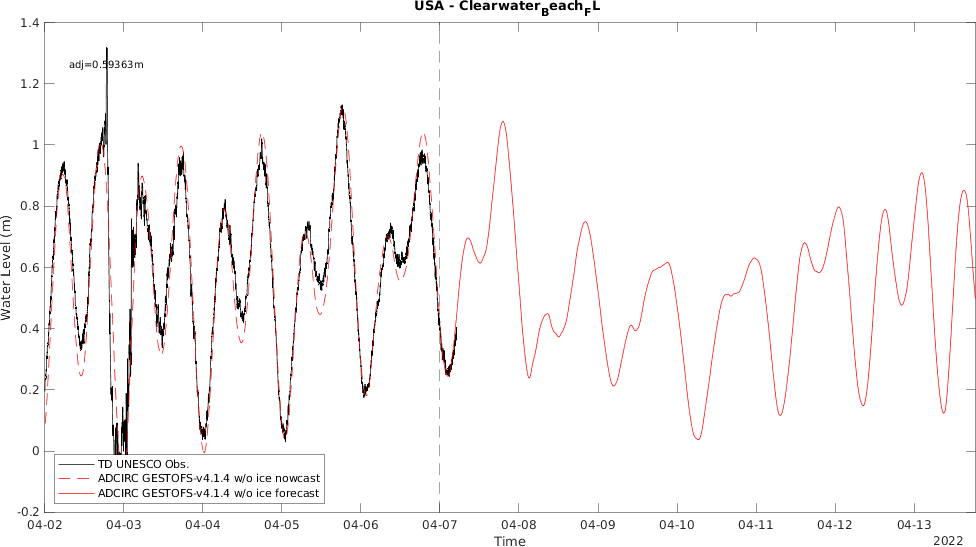 USA - Clearwater_Beach_FL
1.4
1.2
1
0.8
0.6
0.4
0.2
0
-0.2
Water Level (m)
adj=0.59363m
TD UNESCO Obs.
ADCIRC GESTOFS-v4.1.4 w/o ice nowcast
ADCIRC GESTOFS-v4.1.4 w/o ice forecast
04-02 04-03 04-04 04-05 04-06 04-07 04-08 04-09 04-10 04-11 04-12 04-13
Time
2022